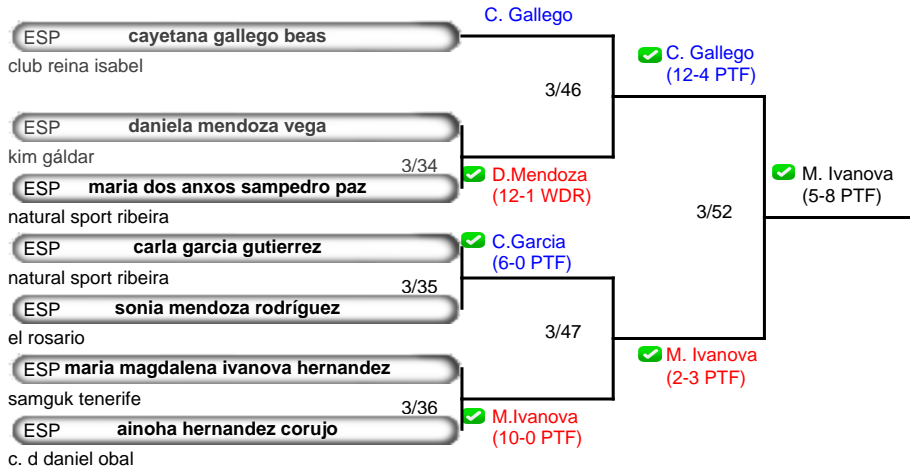 C. Gallego
ESP cayetana gallego beas
club reina isabel
3/46
C. Gallego
(12-4 PTF)
ESP daniela mendoza vega
kim gáldar
3/34
ESP maria dos anxos sampedro paz
natural sport ribeira
D.Mendoza
(12-1 WDR)
3/52
M. Ivanova
(5-8 PTF)
ESP carla garcia gutierrez
natural sport ribeira
3/35
C.Garcia
(6-0 PTF)
ESP sonia mendoza rodríguez
el rosario
3/47
M. Ivanova
(2-3 PTF)
ESP maria magdalena ivanova hernandez
samguk tenerife
3/36
ESP ainoha hernandez corujo
c. d daniel obal
M.Ivanova
(10-0 PTF)